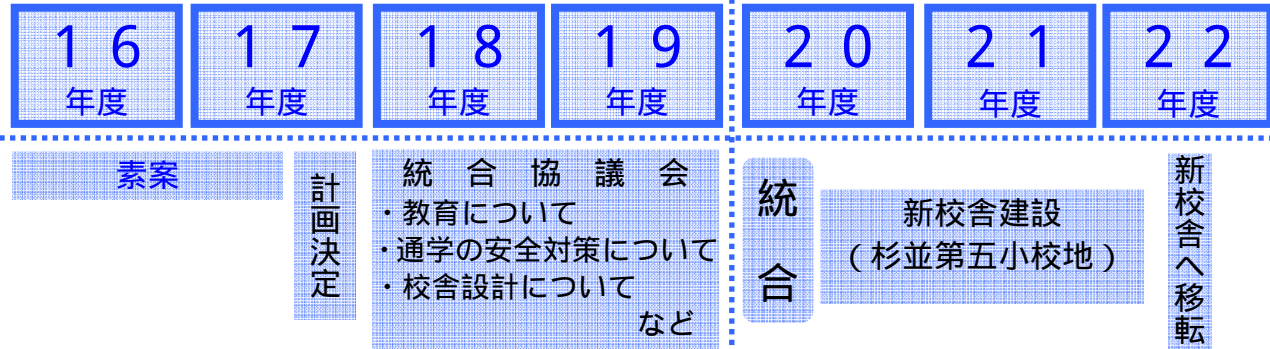 16 17 18 19 20 21 22
年度 年度 年度 年度 年度 年度 年度
素案
計画決定
統合協議会
・教育について
・通学の安全対策について
・校舎設計について
など
統合
新校舎建設
（杉並第五小校地）
新校舎へ移転